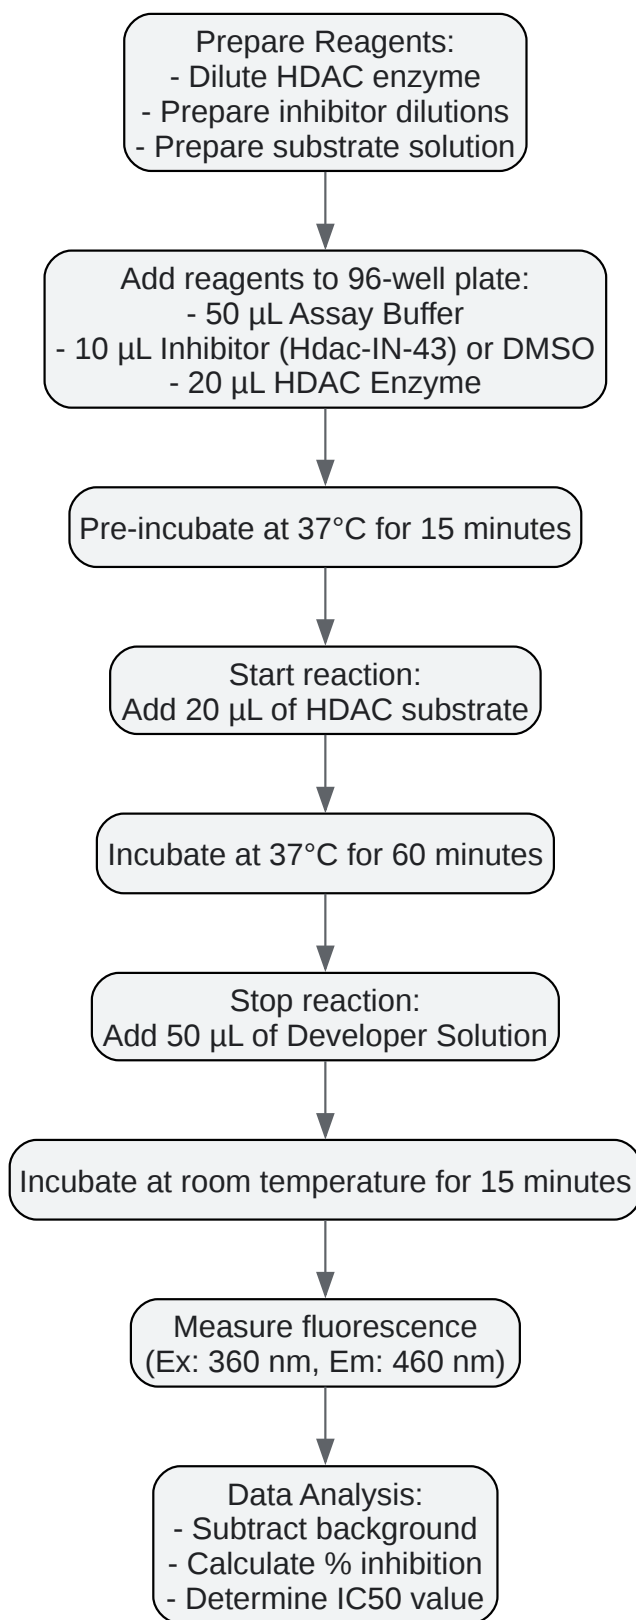 Prepare Reagents:
- Dilute HDAC enzyme
- Prepare inhibitor dilutions
- Prepare substrate solution
Add reagents to 96-well plate:
- 50 µL Assay Buffer
- 10 µL Inhibitor (Hdac-IN-43) or DMSO
- 20 µL HDAC Enzyme
Pre-incubate at 37°C for 15 minutes
Start reaction:
Add 20 µL of HDAC substrate
Incubate at 37°C for 60 minutes
Stop reaction:
Add 50 µL of Developer Solution
Incubate at room temperature for 15 minutes
Measure fluorescence
(Ex: 360 nm, Em: 460 nm)
Data Analysis:
- Subtract background
- Calculate % inhibition
- Determine IC50 value